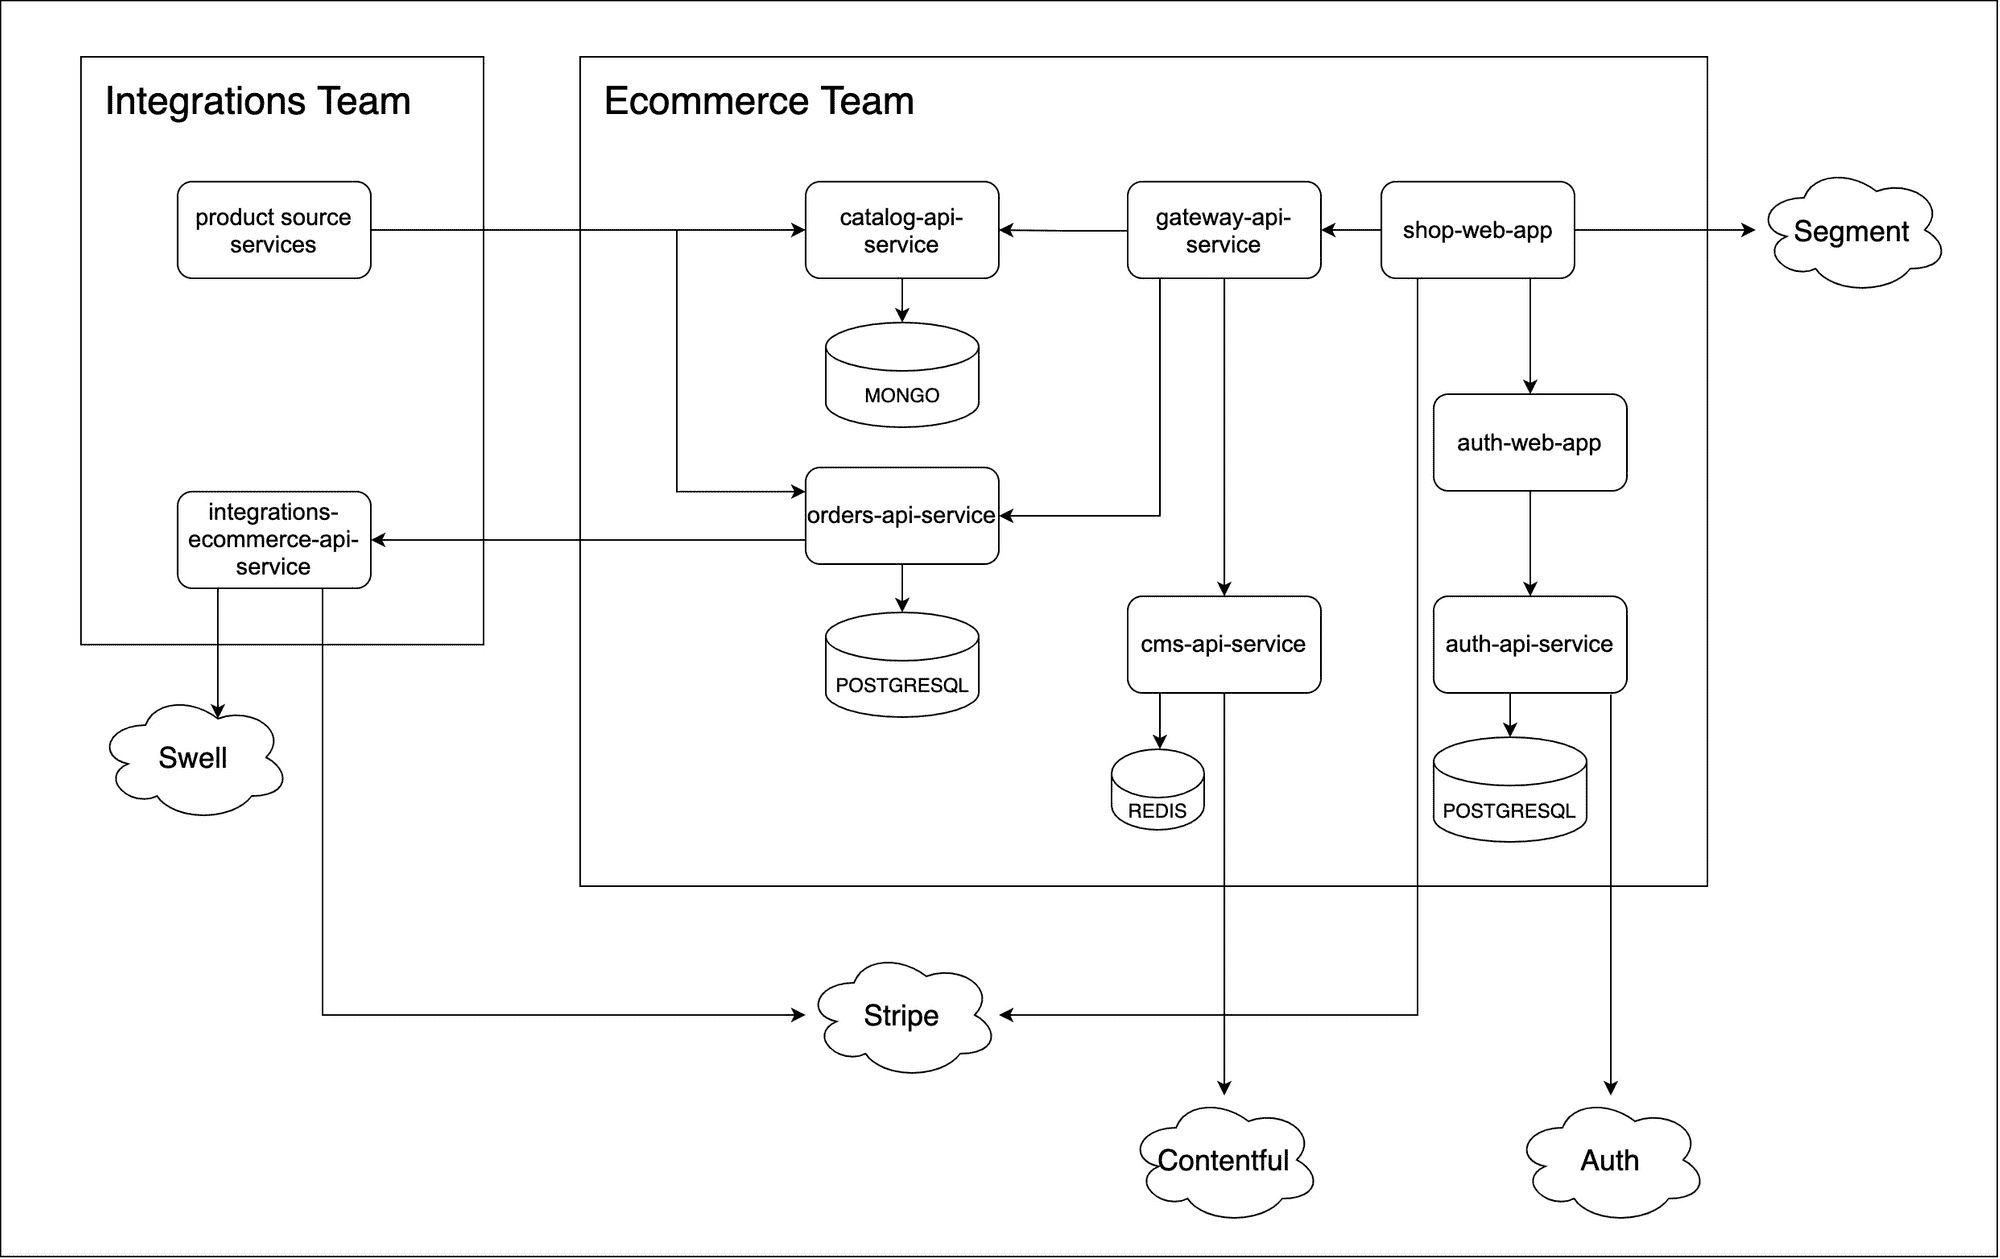 Integrations Team
Ecommerce Team
product source
services
catalog-api-
service
gateway-api-
service
shop-web-app
Segment
MONGO
auth-web-app
integrations-
ecommerce-api-
service
orders-api-service
cms-api-service
auth-api-service
POSTGRESQL
Swell
REDIS
POSTGRESQL
Stripe
Contentful
Auth